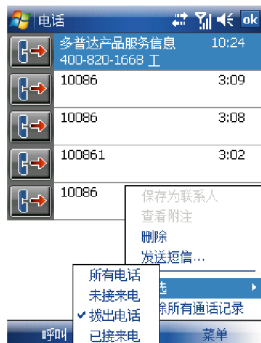 电话
ok
多普达产品服务信息 10:24
400-820-1668 工
10086 3:09
10086 3:08
100861 3:02
10086
保存为联系人
查看附注
删除
发送短信...
选
除所有通话记录
所有电话
未接来电
拨出电话
已接来电
呼叫
菜单